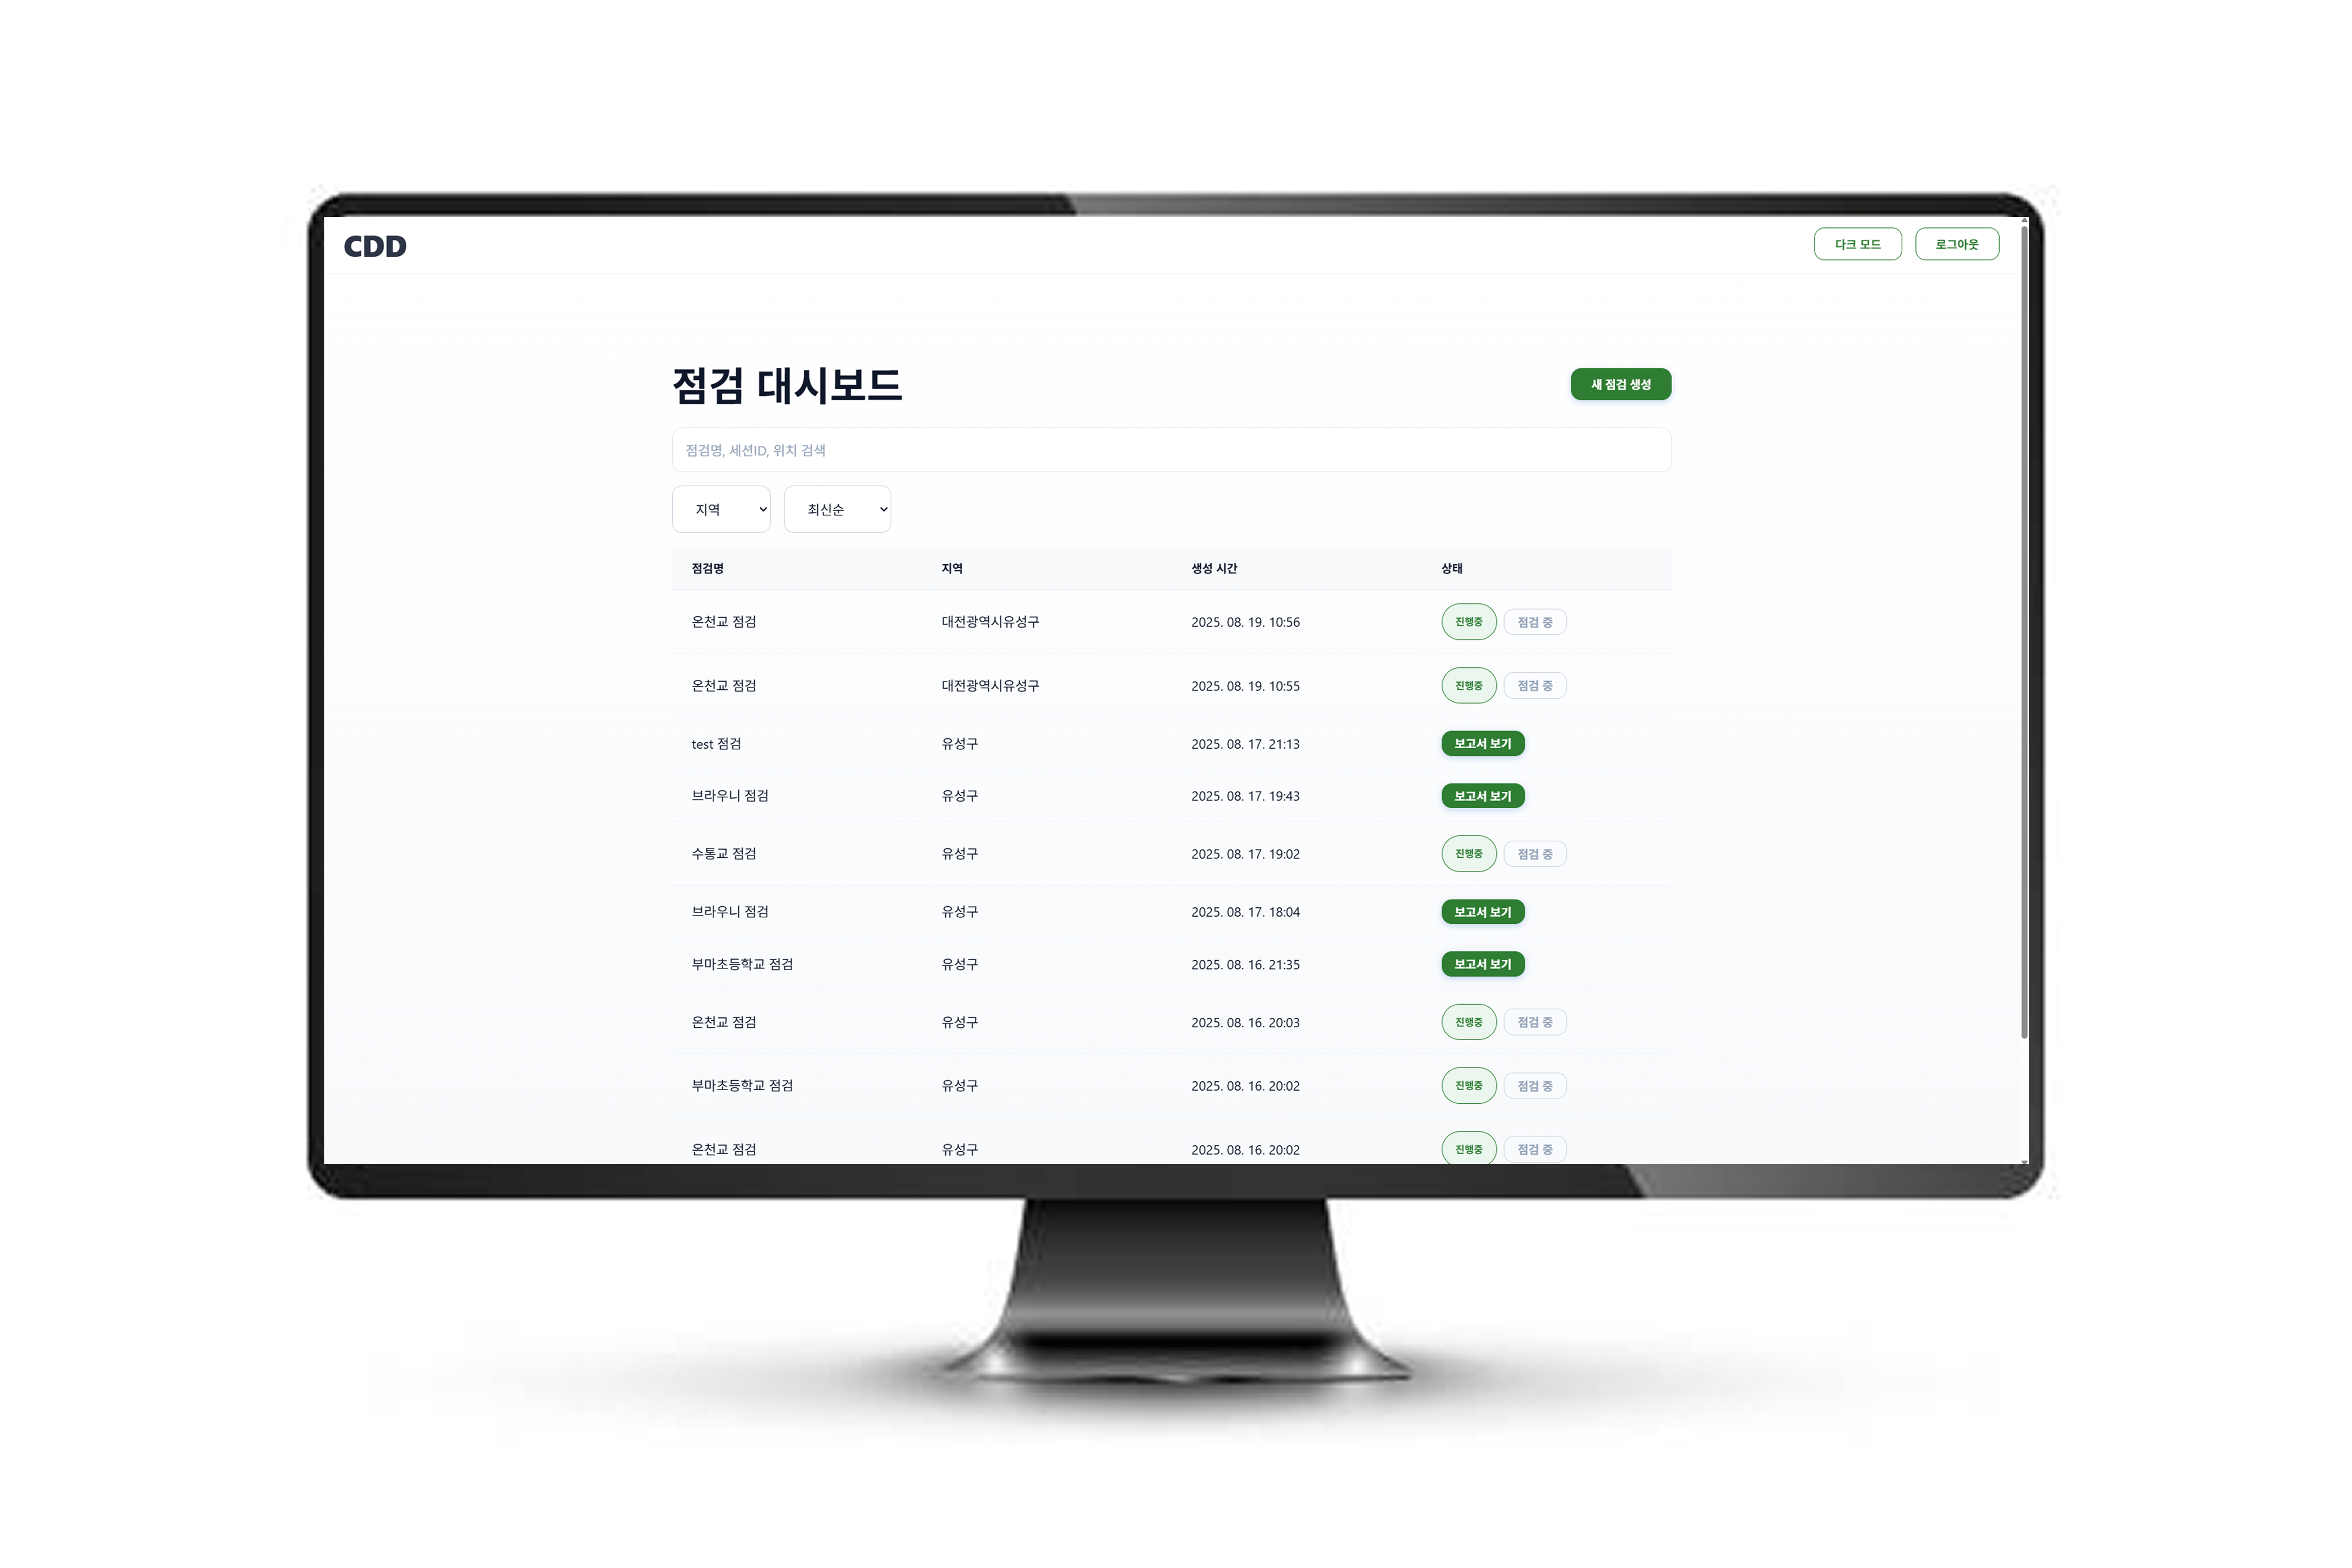 CDD 다크 모드 로그아웃
점검 대시보드 새 점검 생성
점검명, 세션ID, 위치 검색
지역 최신순
점검명 지역 생성 시간 상태
온천교 점검 대전광역시유성구 2025. 08. 19. 10:56 진행중 점검 중
온천교 점검 대전광역시유성구 2025. 08. 19. 10:55 진행중 점검 중
test 점검 유성구 2025. 08. 17. 21:13 보고서 보기
브라우니 점검 유성구 2025. 08. 17. 19:43 보고서 보기
수통교 점검 유성구 2025. 08. 17. 19:02 진행중 점검 중
브라우니 점검 유성구 2025. 08. 17. 18:04 보고서 보기
부마초등학교 점검 유성구 2025. 08. 16. 21:35 보고서 보기
온천교 점검 유성구 2025. 08. 16. 20:03 진행중 점검 중
부마초등학교 점검 유성구 2025. 08. 16. 20:02 진행중 점검 중
온천교 점검 유성구 2025. 08. 16. 20:02 진행중 점검 중